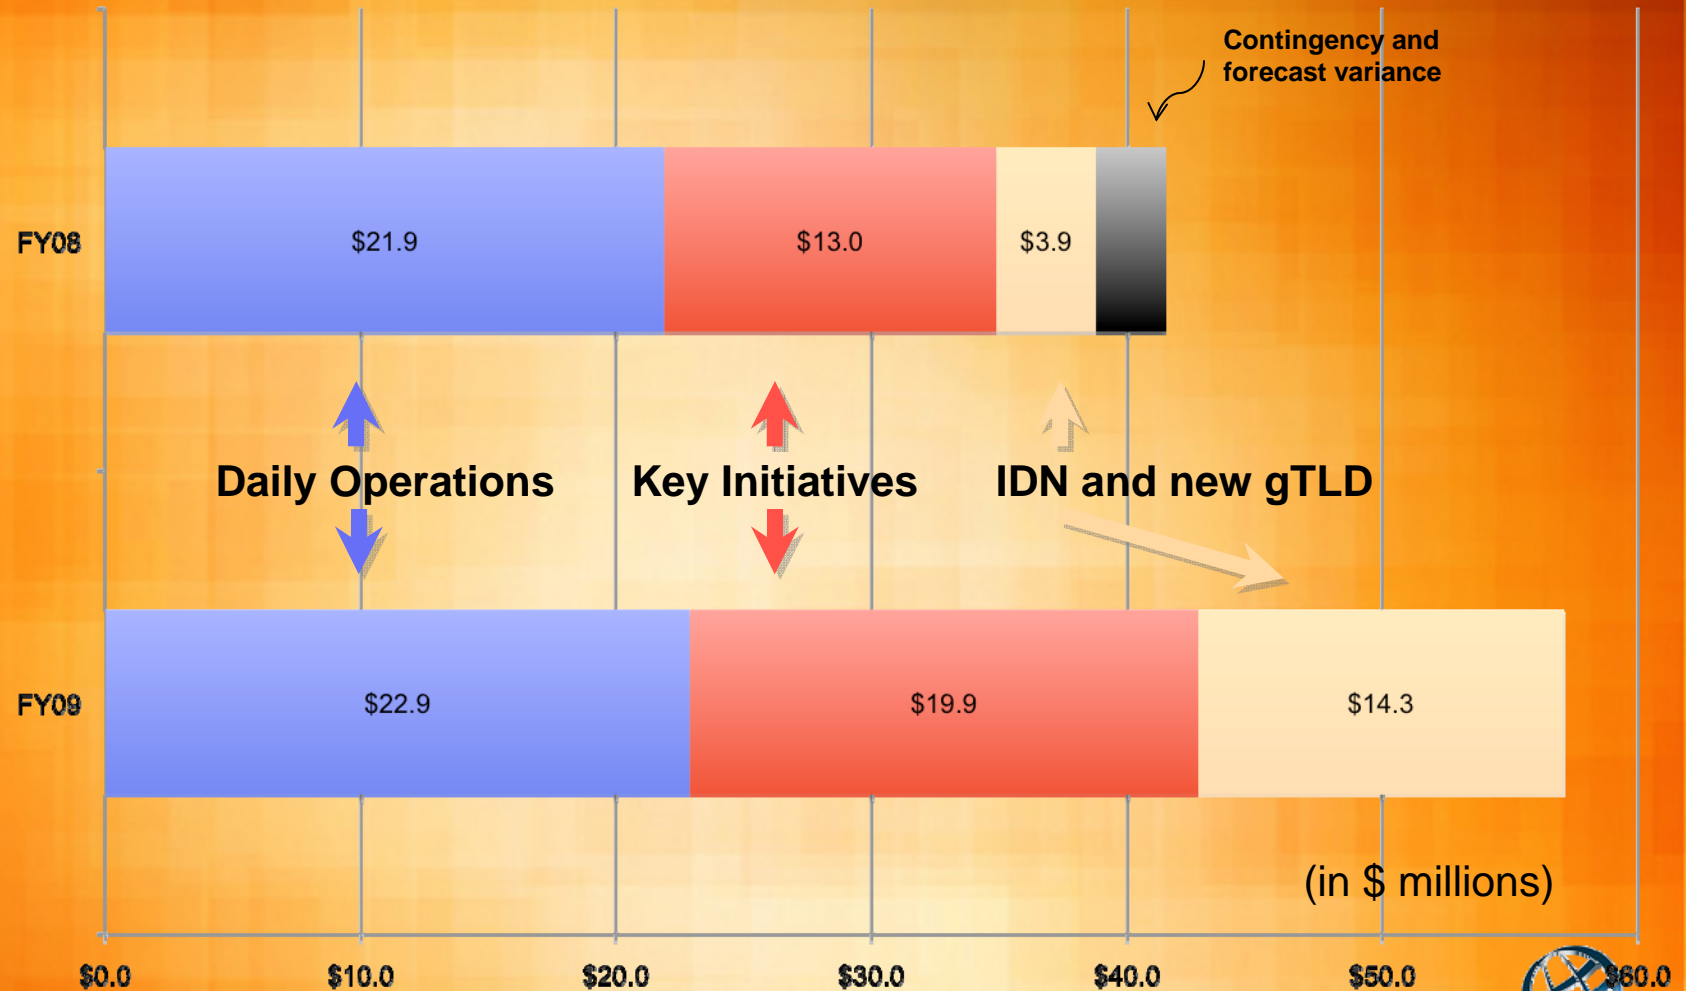 Contingency and
forecast variance
FY08
$21.9
$13.0
$3.9
Daily Operations
Key Initiatives
IDN and new gTLD
FY09
$22.9
$19.9
$14.3
(in $ millions)
$0.0
$10.0
$20.0
$30.0
$40.0
$50.0
$60.0